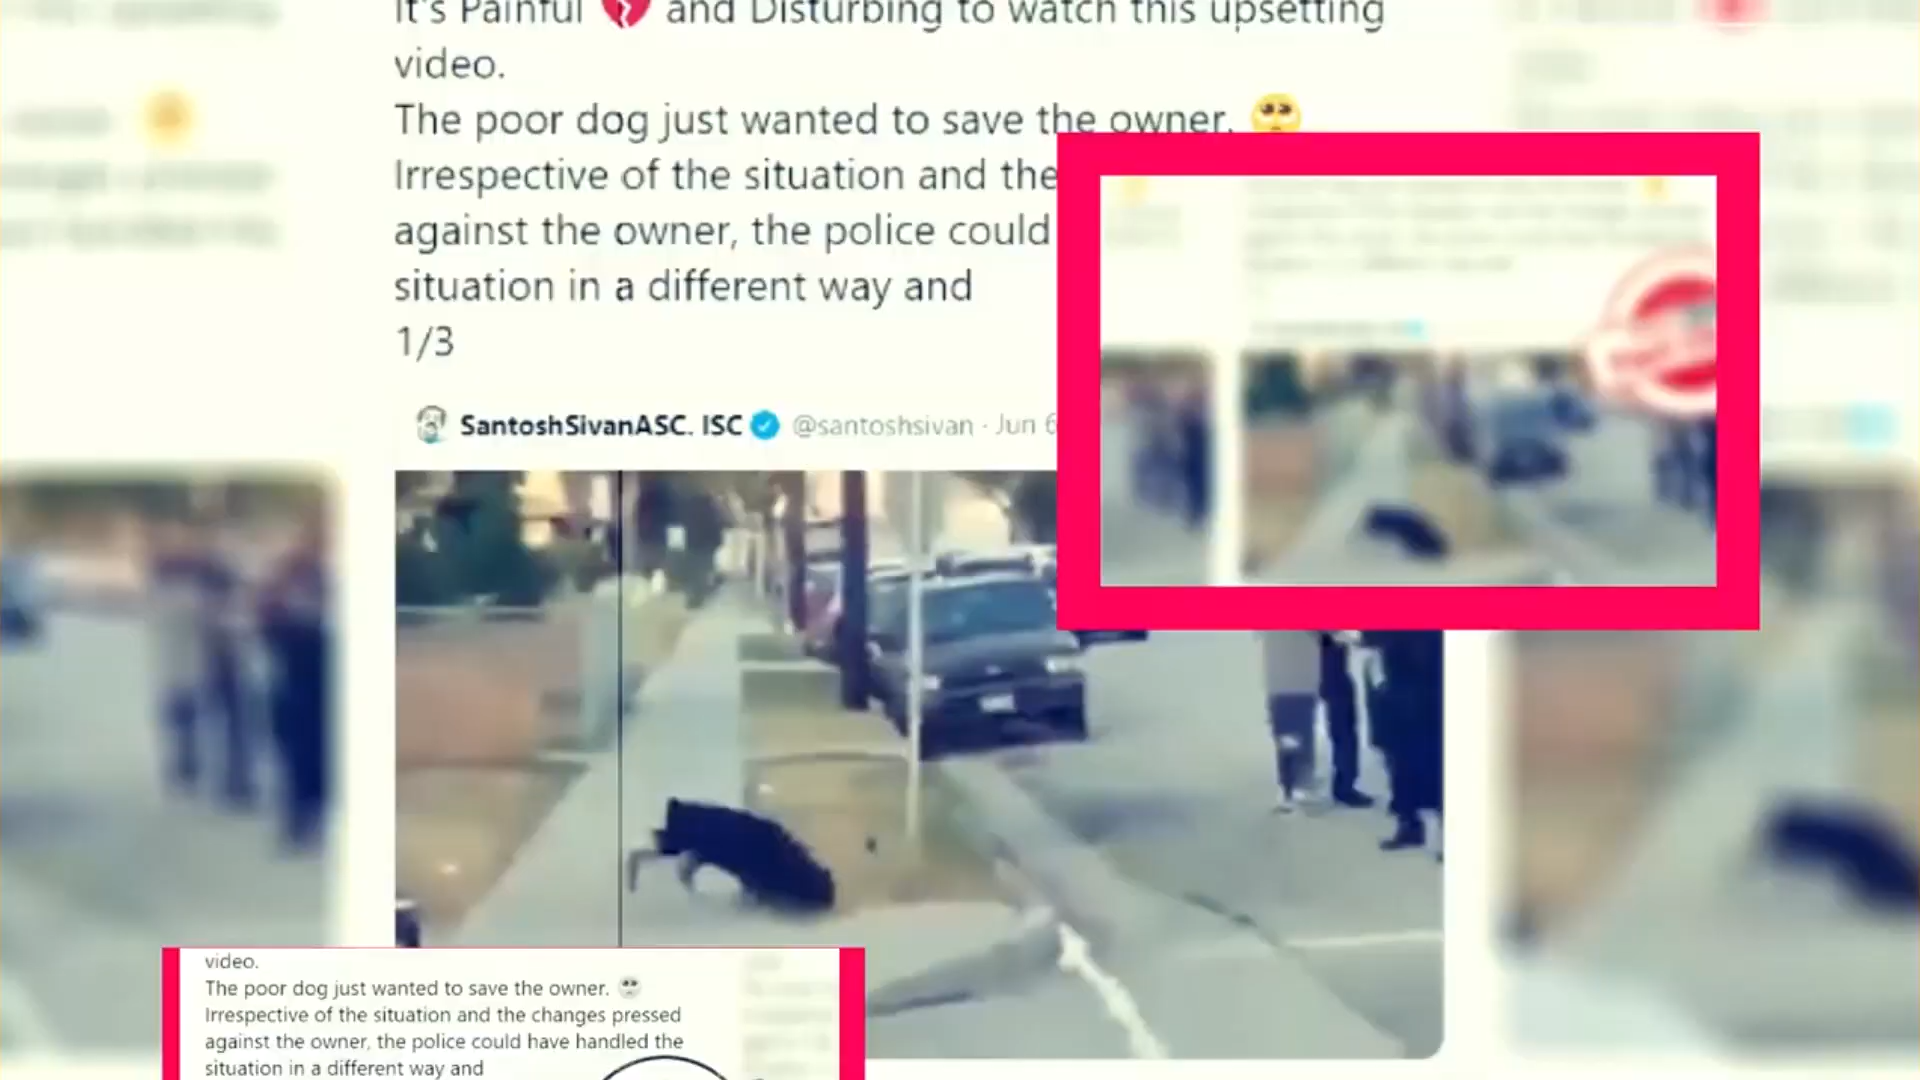 It's Painful 💔 and Disturbing to watch this upsetting
video.
The poor dog just wanted to save the owner. 🥺
Irrespective of the situation and the
against the owner, the police could
situation in a different way and
1/3
SantoshSivanASC. ISC @santoshsivan · Jun 6
video.
The poor dog just wanted to save the owner. 🥺
Irrespective of the situation and the changes pressed
against the owner, the police could have handled the
situation in a different way and